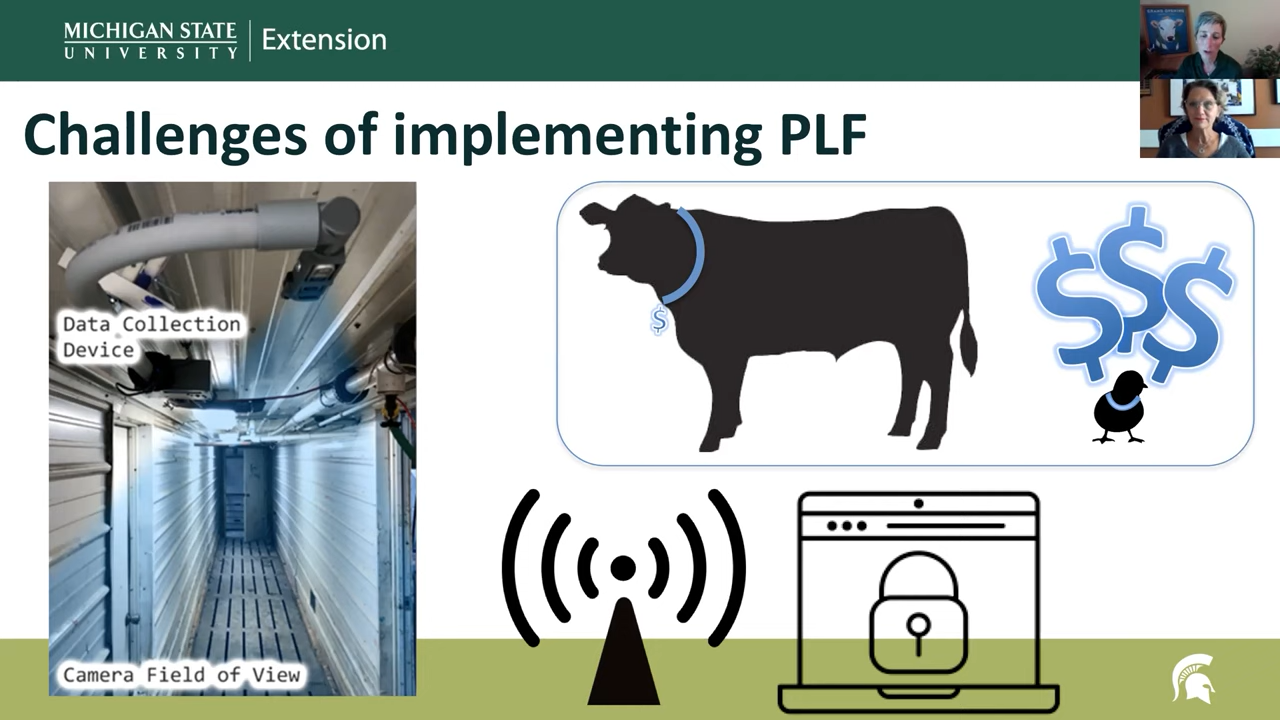 MICHIGAN STATE
UNIVERSITY
Extension
Challenges of implementing PLF
Data Collection
Device
Camera Field of View
$
$ $ $